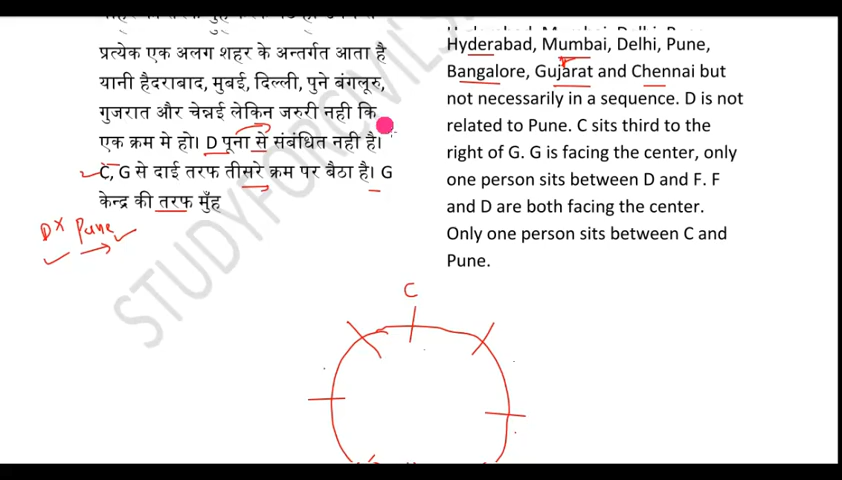 प्रत्येक एक अलग शहर के अन्तर्गत आता है
यानी हैदराबाद, मुबई, दिल्ली, पुने बंगलूरु,
गुजरात और चेन्नई लेकिन जरुरी नही कि
एक क्रम मे हो। D पूना से संबंधित नही है।
C, G से दाई तरफ तीसरे क्रम पर बैठा है। G
केन्द्र की तरफ मुँह
D× Pune
Hyderabad, Mumbai, Delhi, Pune,
Bangalore, Gujarat and Chennai but
not necessarily in a sequence. D is not
related to Pune. C sits third to the
right of G. G is facing the center, only
one person sits between D and F. F
and D are both facing the center.
Only one person sits between C and
Pune.
C